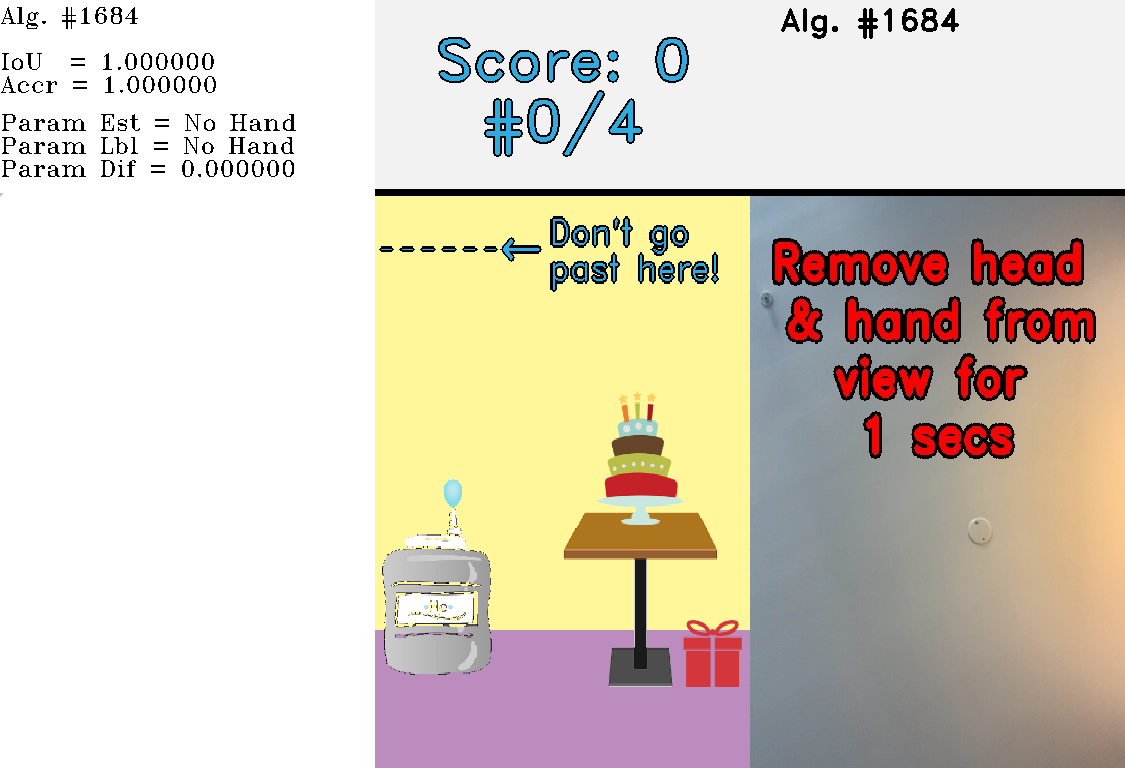 Alg. #1684
IoU = 1.000000
Accr = 1.000000
Param Est = No Hand
Param Lbl = No Hand
Param Dif = 0.000000
Score: 0
#0/4
Alg. #1684
Don't go
past here!
Remove head
& hand from
view for
1 secs